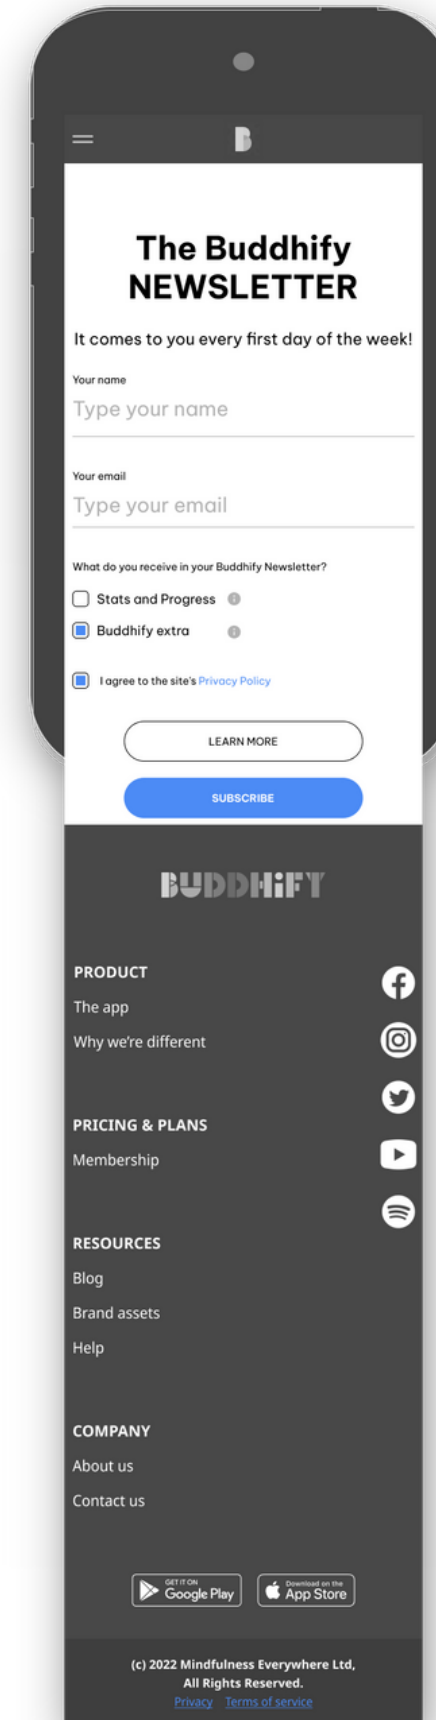 B
The Buddhify
NEWSLETTER
It comes to you every first day of the week!
Your name
Type your name
Your email
Type your email
What do you receive in your Buddhify Newsletter?
Stats and Progress
Buddhify extra
I agree to the site's Privacy Policy
LEARN MORE
SUBSCRIBE
BUDDHiFY
PRODUCT
The app
Why we're different
PRICING & PLANS
Membership
RESOURCES
Blog
Brand assets
Help
COMPANY
About us
Contact us
GET IT ON
Google Play
Download on the
App Store
(c) 2022 Mindfulness Everywhere Ltd,
All Rights Reserved.
Privacy Terms of service